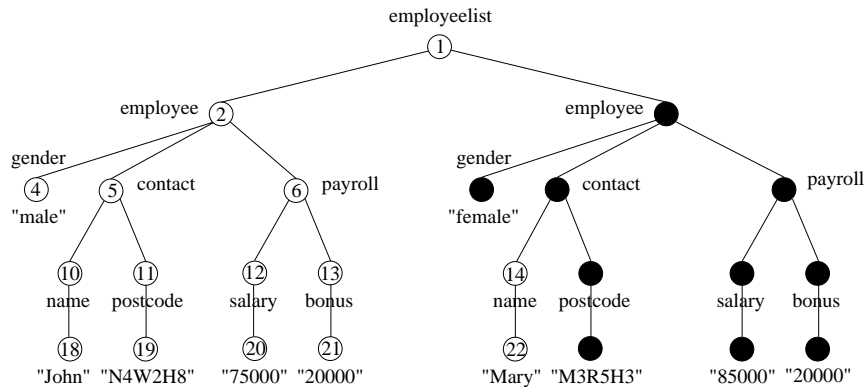 employeelist
1
employee employee
2
gender gender
4 5 contact 6 payroll contact payroll
"male" "female"
10 11 12 13 14
name postcode salary bonus name postcode salary bonus
18 19 20 21 22
"John" "N4W2H8" "75000" "20000" "Mary" "M3R5H3" "85000" "20000"